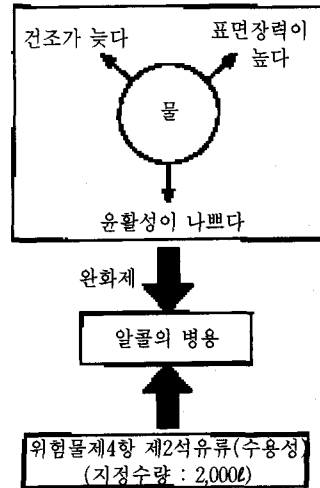 건조가 늦다
표면장력이
높다
물
윤활성이 나쁘다
완화제
알콜의 병용
위험물제4항 제2석유류(수용성)
(지정수량 : 2,000ℓ)